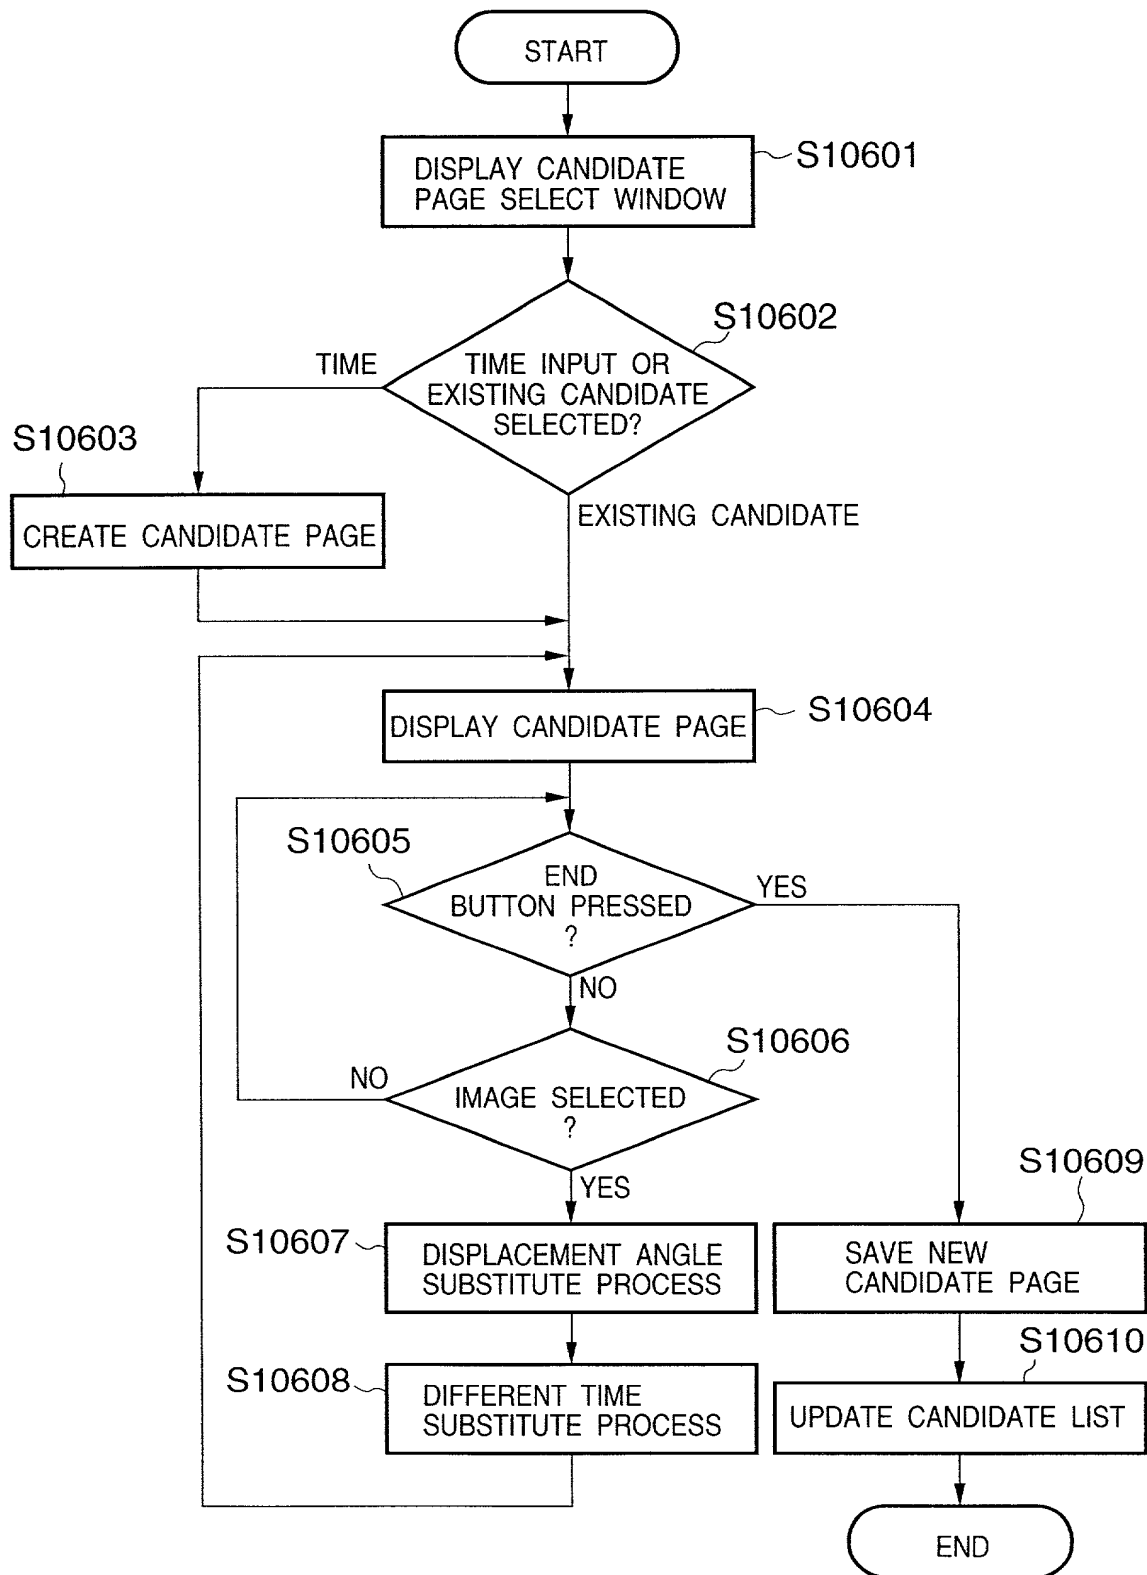 START
S10601
DISPLAY CANDIDATE
PAGE SELECT WINDOW
S10602
TIME
TIME INPUT OR
EXISTING CANDIDATE
SELECTED?
S10603
CREATE CANDIDATE PAGE
EXISTING CANDIDATE
DISPLAY CANDIDATE PAGE
S10604
S10605
END
BUTTON PRESSED
?
YES
NO
S10606
NO
IMAGE SELECTED
?
YES
S10607
DISPLACEMENT ANGLE
SUBSTITUTE PROCESS
S10609
SAVE NEW
CANDIDATE PAGE
S10608
DIFFERENT TIME
SUBSTITUTE PROCESS
S10610
UPDATE CANDIDATE LIST
END